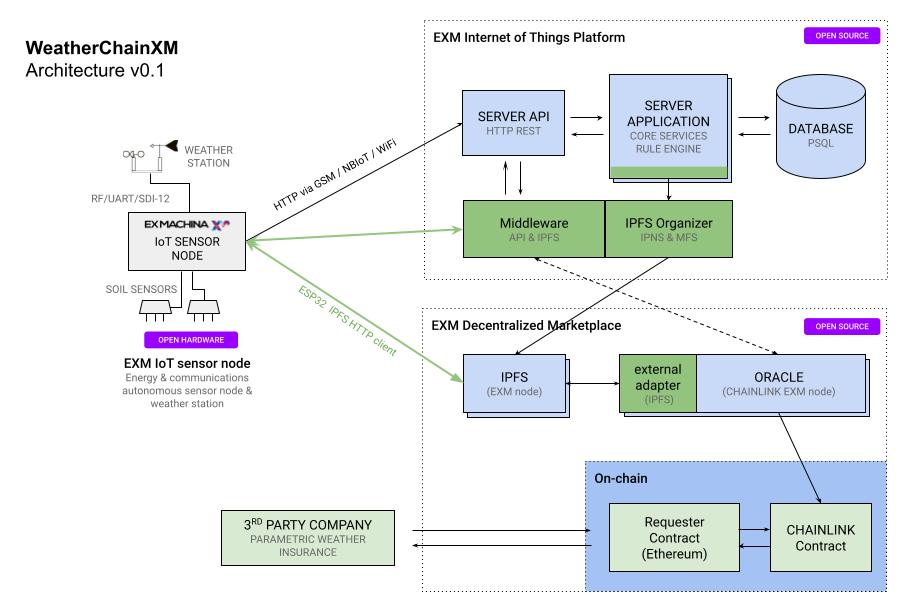 WeatherChainXM
Architecture v0.1
EXM Internet of Things Platform
OPEN SOURCE
SERVER API
HTTP REST
SERVER
APPLICATION
CORE SERVICES
RULE ENGINE
DATABASE
PSQL
WEATHER
STATION
RF/UART/SDI-12
HTTP via GSM / NBIoT / WiFi
EXMACHINA
IoT SENSOR
NODE
Middleware
API & IPFS
IPFS Organizer
IPNS & MFS
SOIL SENSORS
ESP32 IPFS HTTP client
OPEN HARDWARE
EXM IoT sensor node
Energy & communications
autonomous sensor node &
weather station
EXM Decentralized Marketplace
OPEN SOURCE
IPFS
(EXM node)
external
adapter
(IPFS)
ORACLE
(CHAINLINK EXM node)
On-chain
3RD PARTY COMPANY
PARAMETRIC WEATHER
INSURANCE
Requester
Contract
(Ethereum)
CHAINLINK
Contract